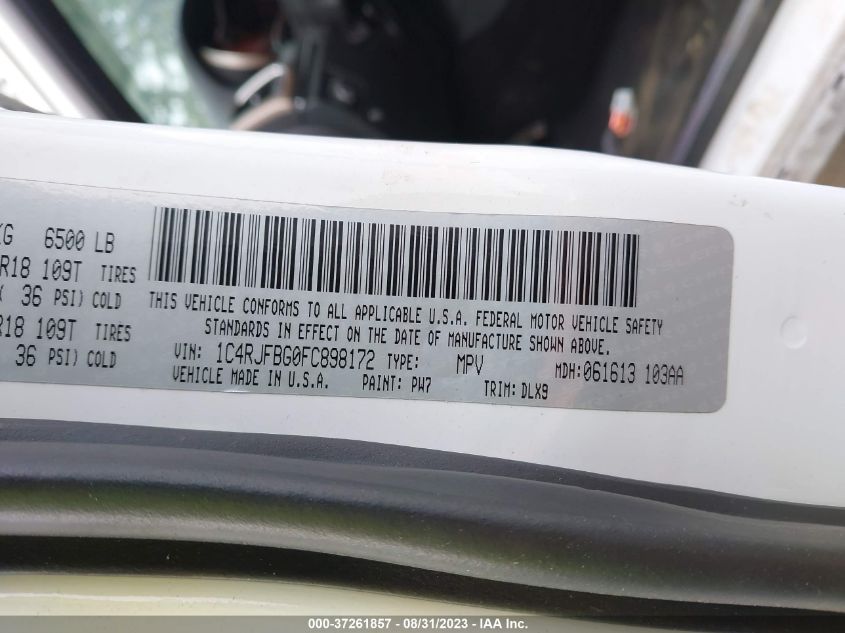 KG 6500 LB
R18 109T TIRES
36 PSI) COLD
R18 109T TIRES
36 PSI) COLD
THIS VEHICLE CONFORMS TO ALL APPLICABLE U.S.A. FEDERAL MOTOR VEHICLE SAFETY
STANDARDS IN EFFECT ON THE DATE OF MANUFACTURE SHOWN ABOVE.
VIN: 1C4RJFBG0FC898172 TYPE: MPV MDH:061613 103AA
VEHICLE MADE IN U.S.A. PAINT: PW7 TRIM: DLX9
000-37261857 - 08/31/2023 - IAA Inc.